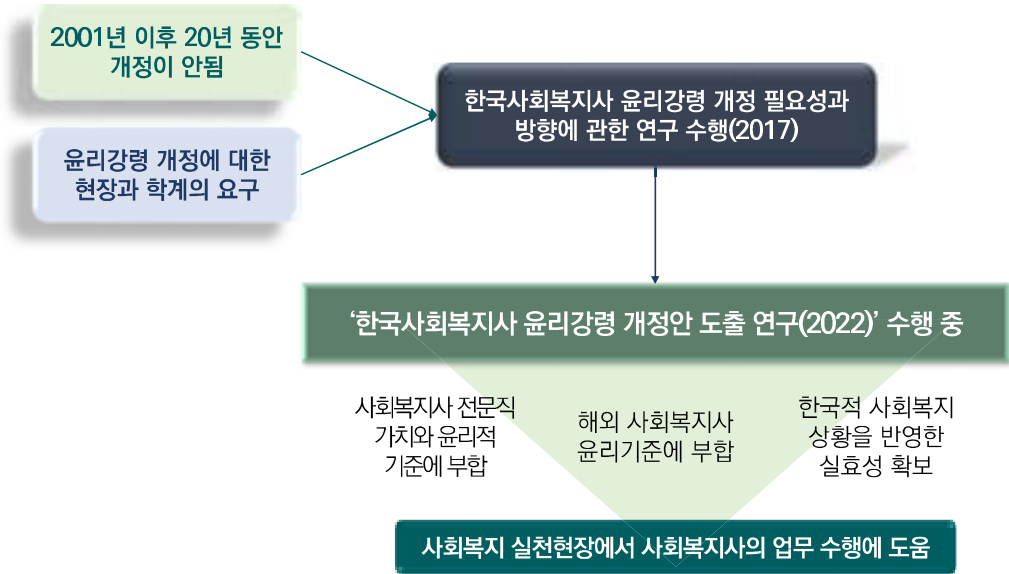 2001년 이후 20년 동안
개정이 안됨
윤리강령 개정에 대한
현장과 학계의 요구
한국사회복지사 윤리강령 개정 필요성과
방향에 관한 연구 수행(2017)
‘한국사회복지사 윤리강령 개정안 도출 연구(2022)’ 수행 중
사회복지사 전문직
가치와 윤리적
기준에 부합
해외 사회복지사
윤리기준에 부합
한국적 사회복지
상황을 반영한
실효성 확보
사회복지 실천현장에서 사회복지사의 업무 수행에 도움